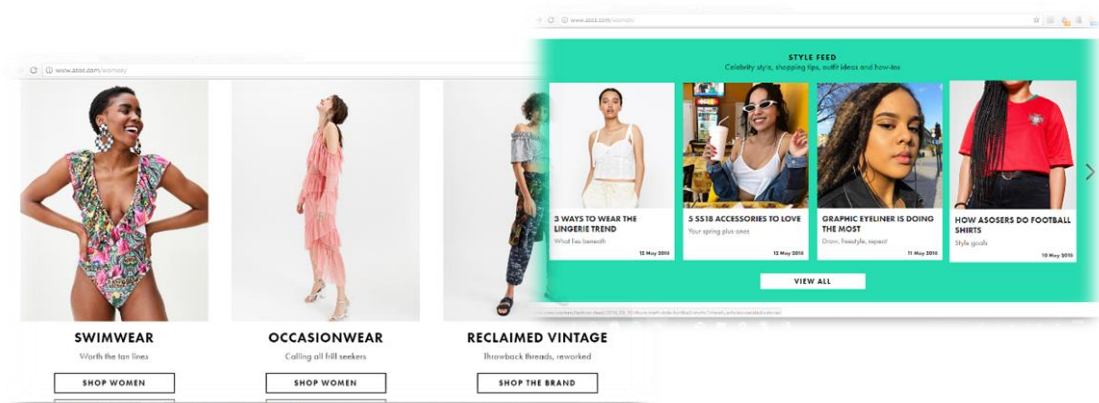 www.asos.com/women/
SWIMWEAR
Worth the tan lines
SHOP WOMEN
OCCASIONWEAR
Calling all frill seekers
SHOP WOMEN
RECLAIMED VINTAGE
Throwback threads, reworked
SHOP THE BRAND
www.asos.com/women/
STYLE FEED
Celebrity style, shopping tips, outfit ideas and how-tos
3 WAYS TO WEAR THE
LINGERIE TREND
What lies beneath
12 May 2018
5 SS18 ACCESSORIES TO LOVE
Your spring plus ones
12 May 2018
GRAPHIC EYELINER IS DOING
THE MOST
Draw, freestyle, repeat
11 May 2018
HOW ASOSERS DO FOOTBALL
SHIRTS
Style goals
10 May 2018
VIEW ALL